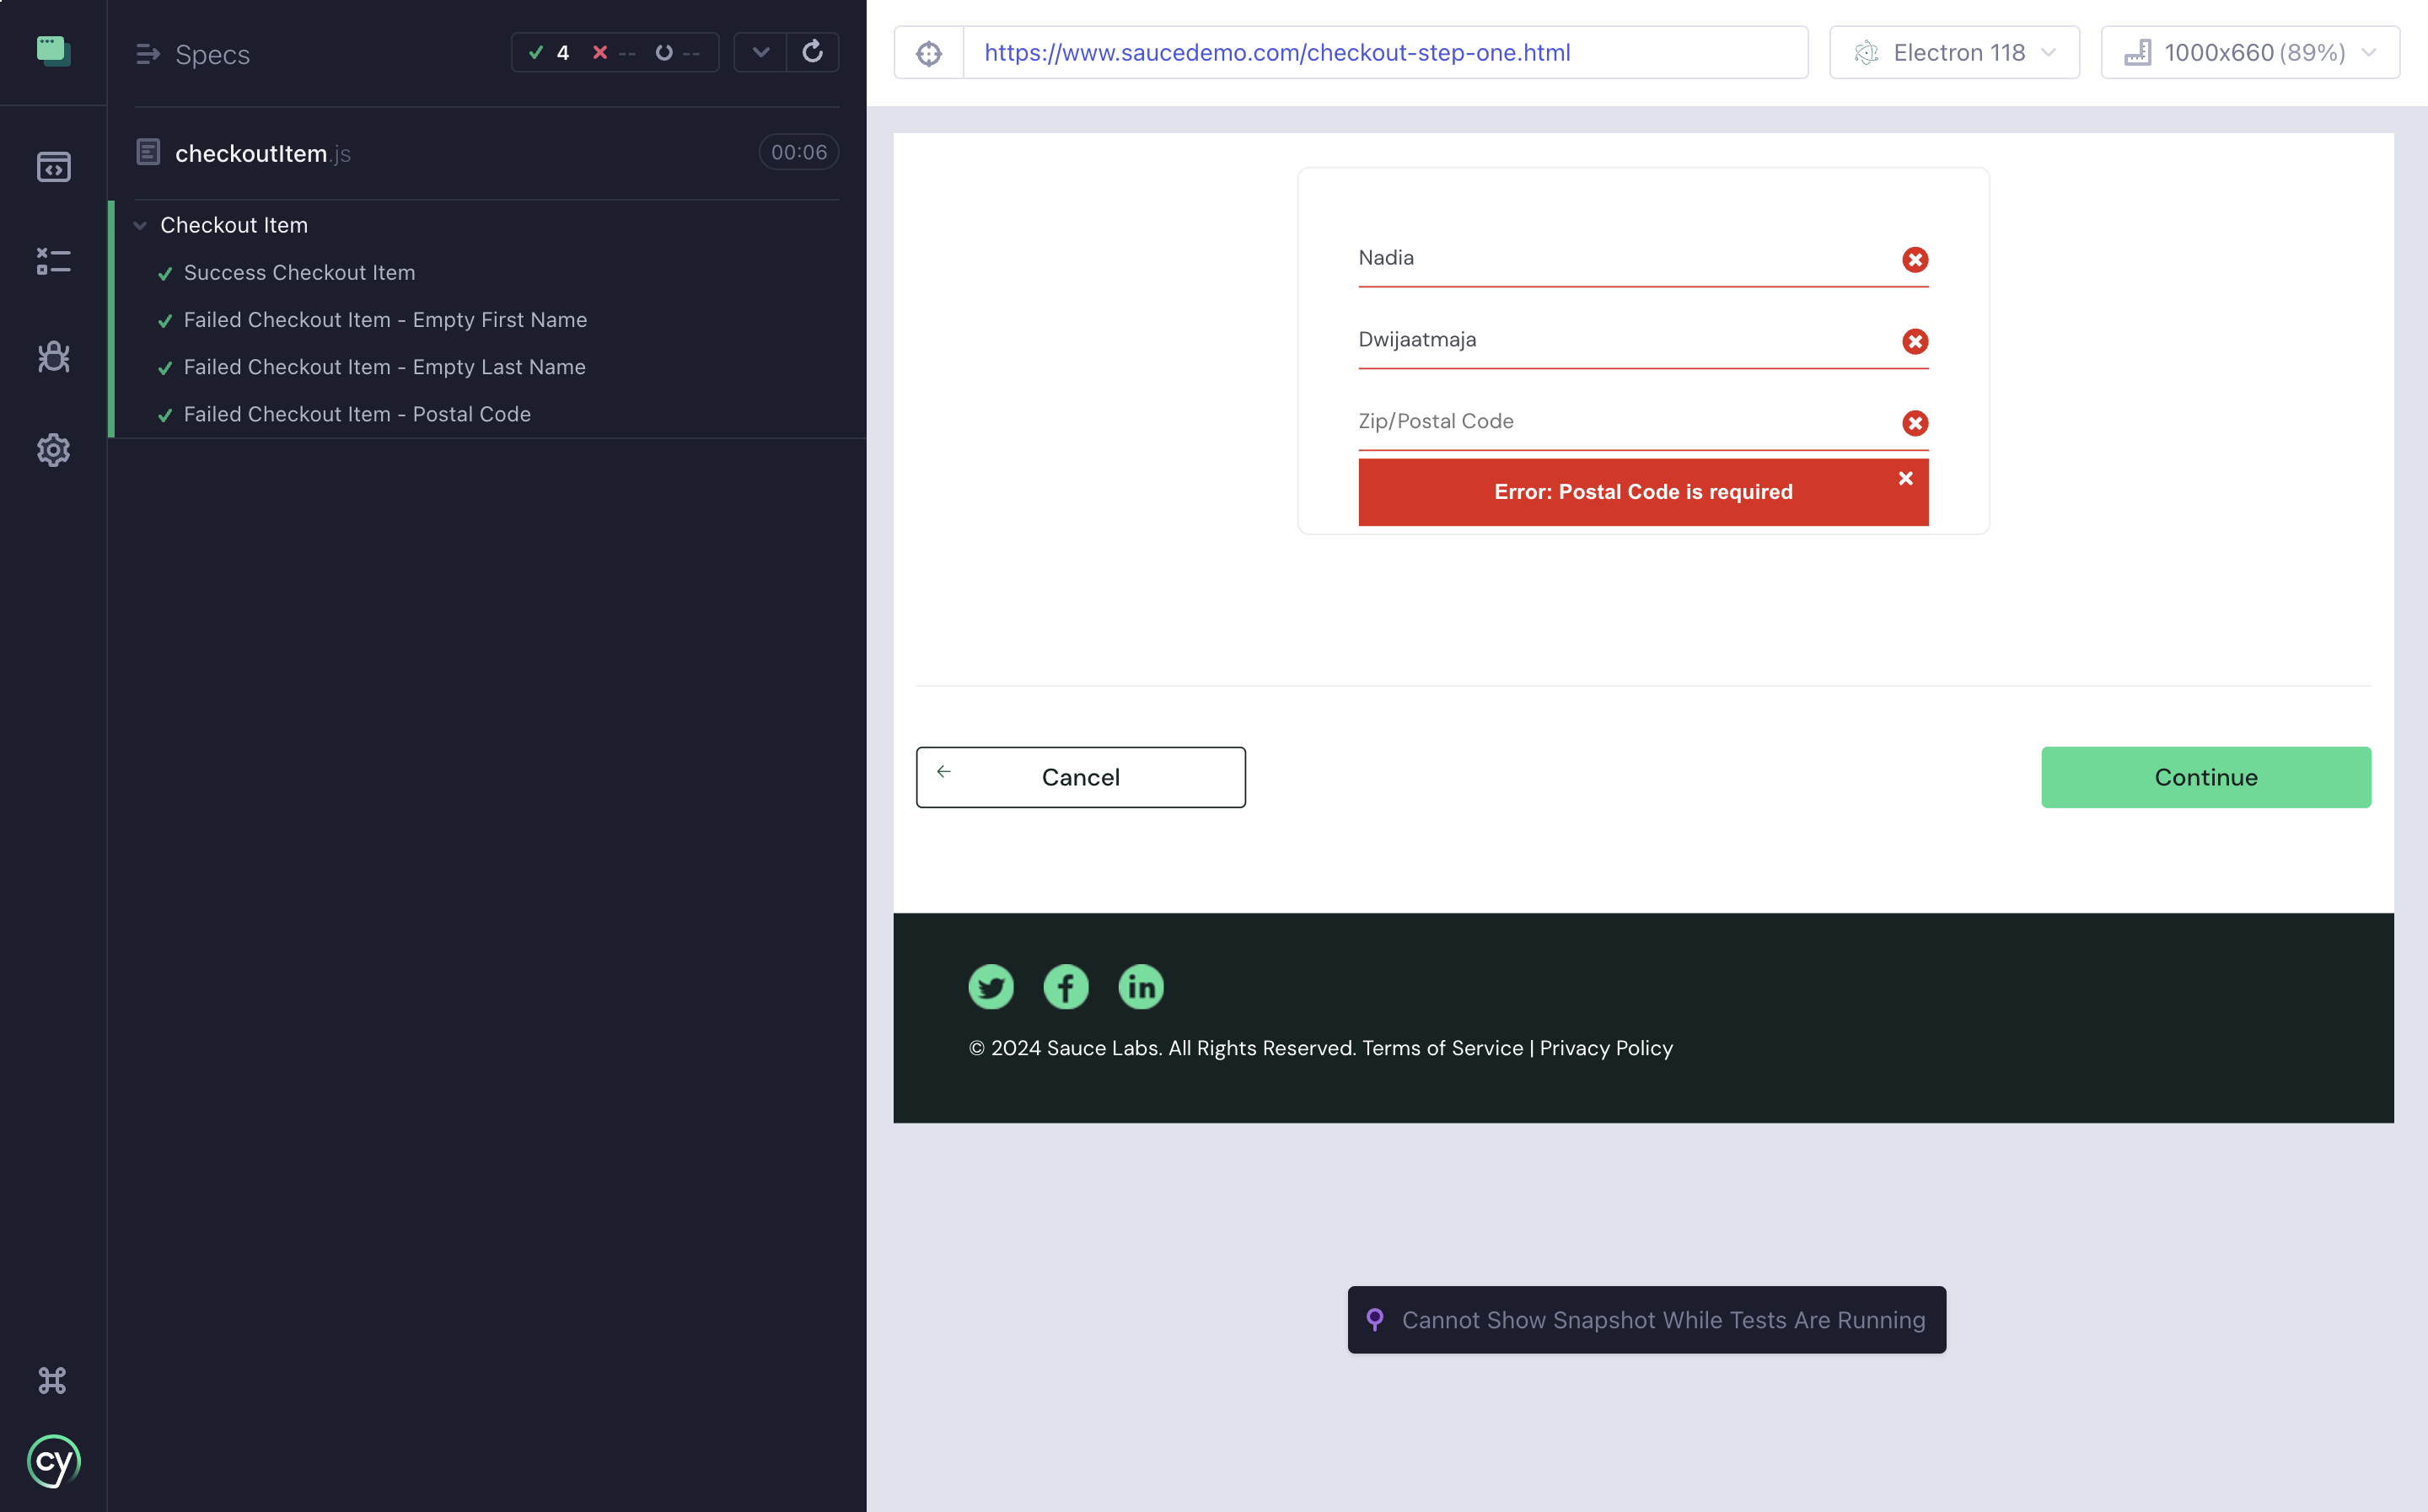 Specs
4 -- --
checkoutItem.js
00:06
Checkout Item
Success Checkout Item
Failed Checkout Item - Empty First Name
Failed Checkout Item - Empty Last Name
Failed Checkout Item - Postal Code
cy
https://www.saucedemo.com/checkout-step-one.html
Electron 118
1000x660 (89%)
Nadia
Dwijaatmaja
Zip/Postal Code
Error: Postal Code is required
Cancel
Continue
© 2024 Sauce Labs. All Rights Reserved. Terms of Service | Privacy Policy
Cannot Show Snapshot While Tests Are Running